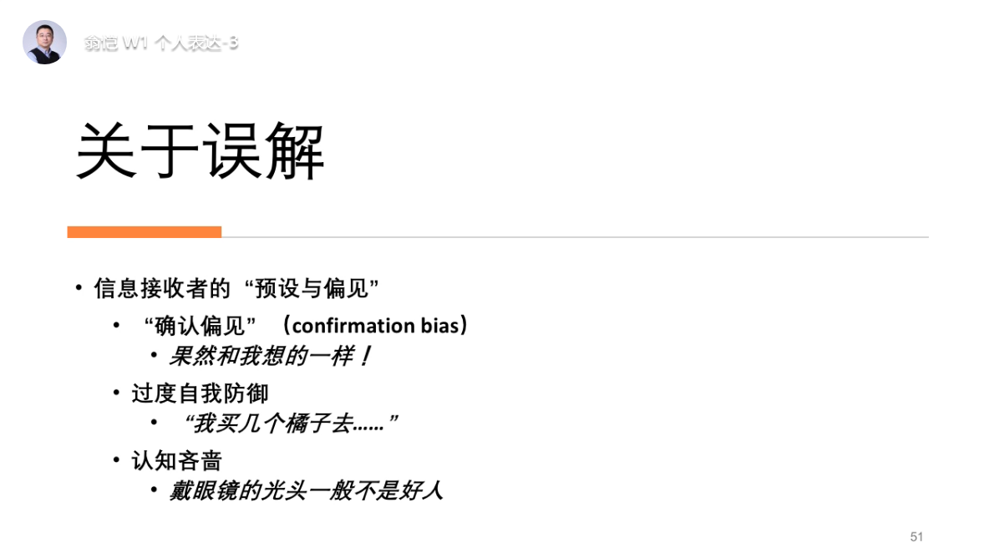 翁恺 W1 个人表达-3
关于误解
• 信息接收者的 “预设与偏见”
• “确认偏见” （confirmation bias）
• 果然和我想的一样！
• 过度自我防御
• “我买几个橘子去……”
• 认知吝啬
• 戴眼镜的光头一般不是好人
51